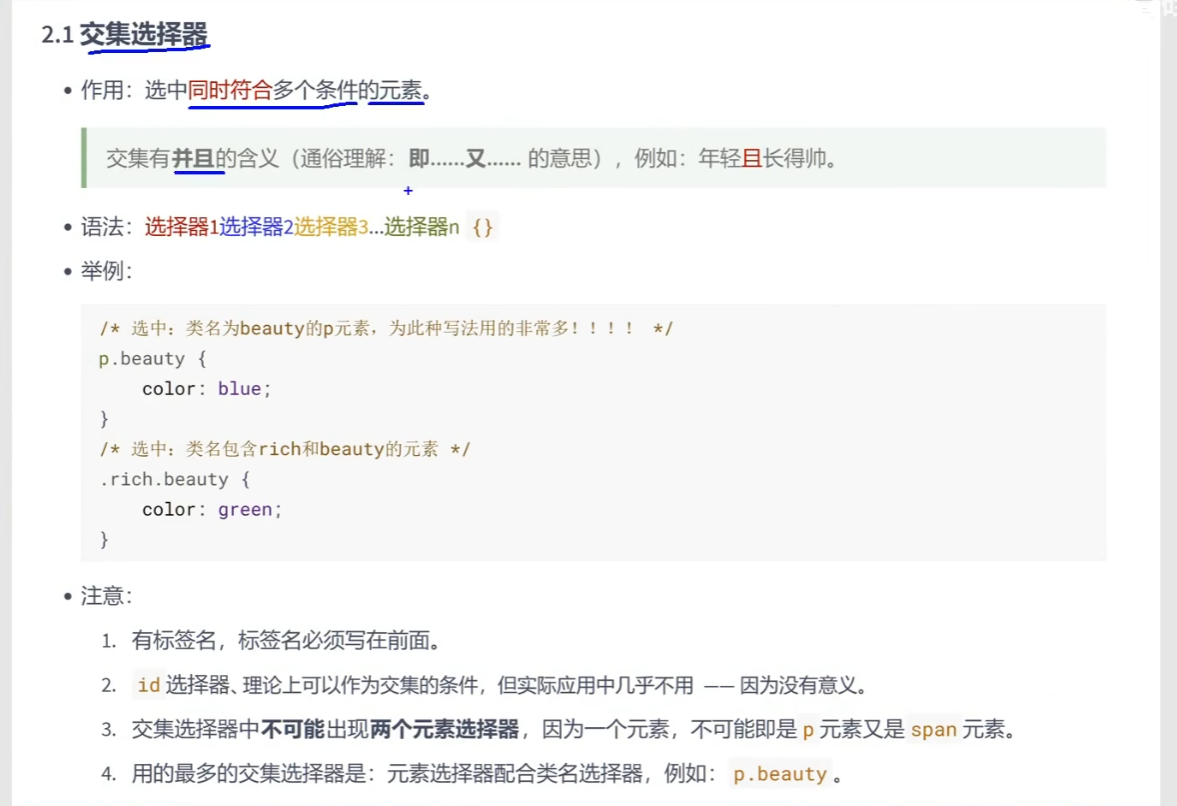 2.1 交集选择器
• 作用：选中同时符合多个条件的元素。
交集有并且的含义（通俗理解：即......又...... 的意思），例如：年轻且长得帅。
• 语法：选择器1选择器2选择器3...选择器n {}
• 举例：
/* 选中：类名为beauty的p元素，为此种写法用的非常多！！！！ */
p.beauty {
color: blue;
}
/* 选中：类名包含rich和beauty的元素 */
.rich.beauty {
color: green;
}
• 注意：
1. 有标签名，标签名必须写在前面。
2. id 选择器、理论上可以作为交集的条件，但实际应用中几乎不用 —— 因为没有意义。
3. 交集选择器中不可能出现两个元素选择器，因为一个元素，不可能即是 p 元素又是 span 元素。
4. 用的最多的交集选择器是：元素选择器配合类名选择器，例如： p.beauty 。